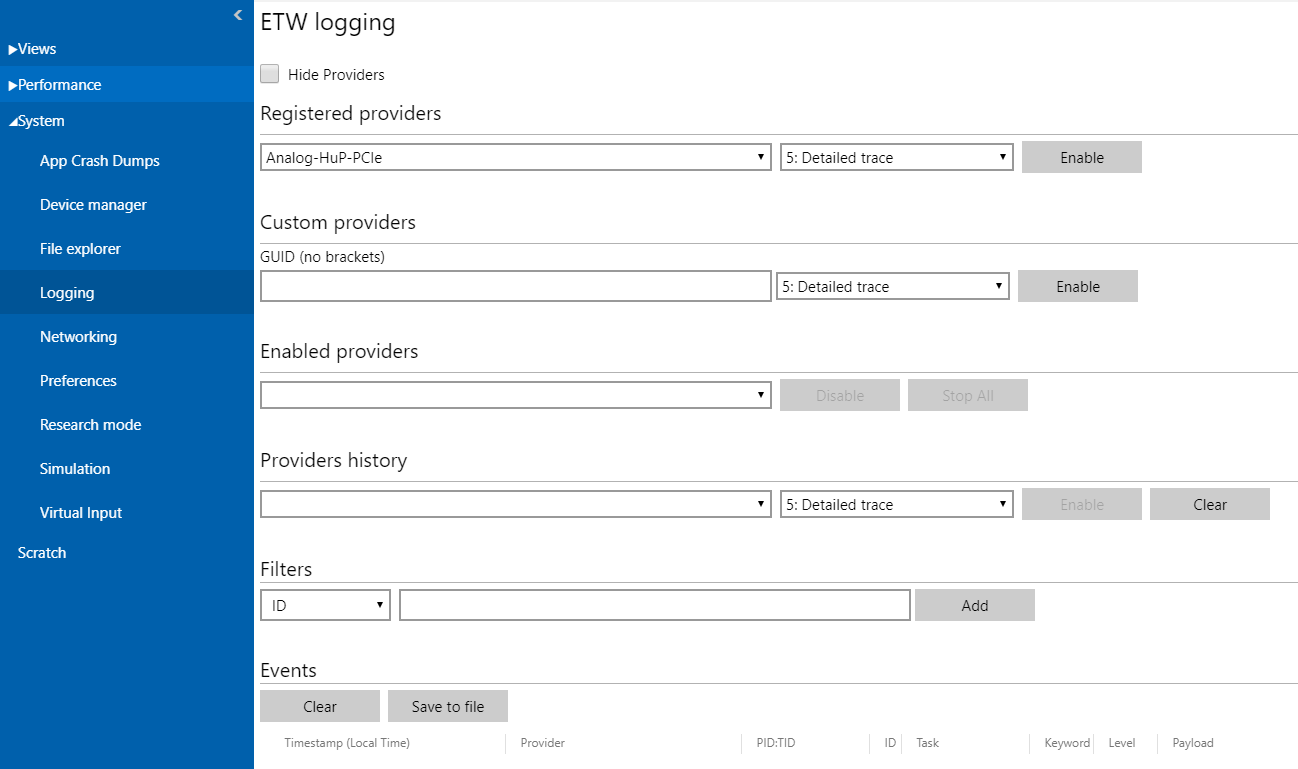 Views
Performance
System
App Crash Dumps
Device manager
File explorer
Logging
Networking
Preferences
Research mode
Simulation
Virtual Input
Scratch
ETW logging
Hide Providers
Registered providers
Analog-HuP-PCIe 5: Detailed trace Enable
Custom providers
GUID (no brackets)
5: Detailed trace Enable
Enabled providers
Disable Stop All
Providers history
5: Detailed trace Enable Clear
Filters
ID Add
Events
Clear Save to file
Timestamp (Local Time) Provider PID:TID ID Task Keyword Level Payload